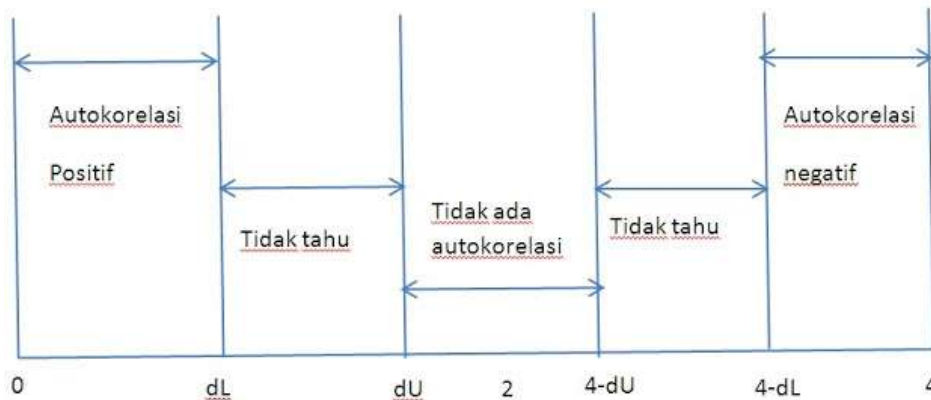 Autokorelasi
Positif
Tidak tahu
Tidak ada
autokorelasi
Tidak tahu
Autokorelasi
negatif
0 dL dU 2 4-dU 4-dL 4